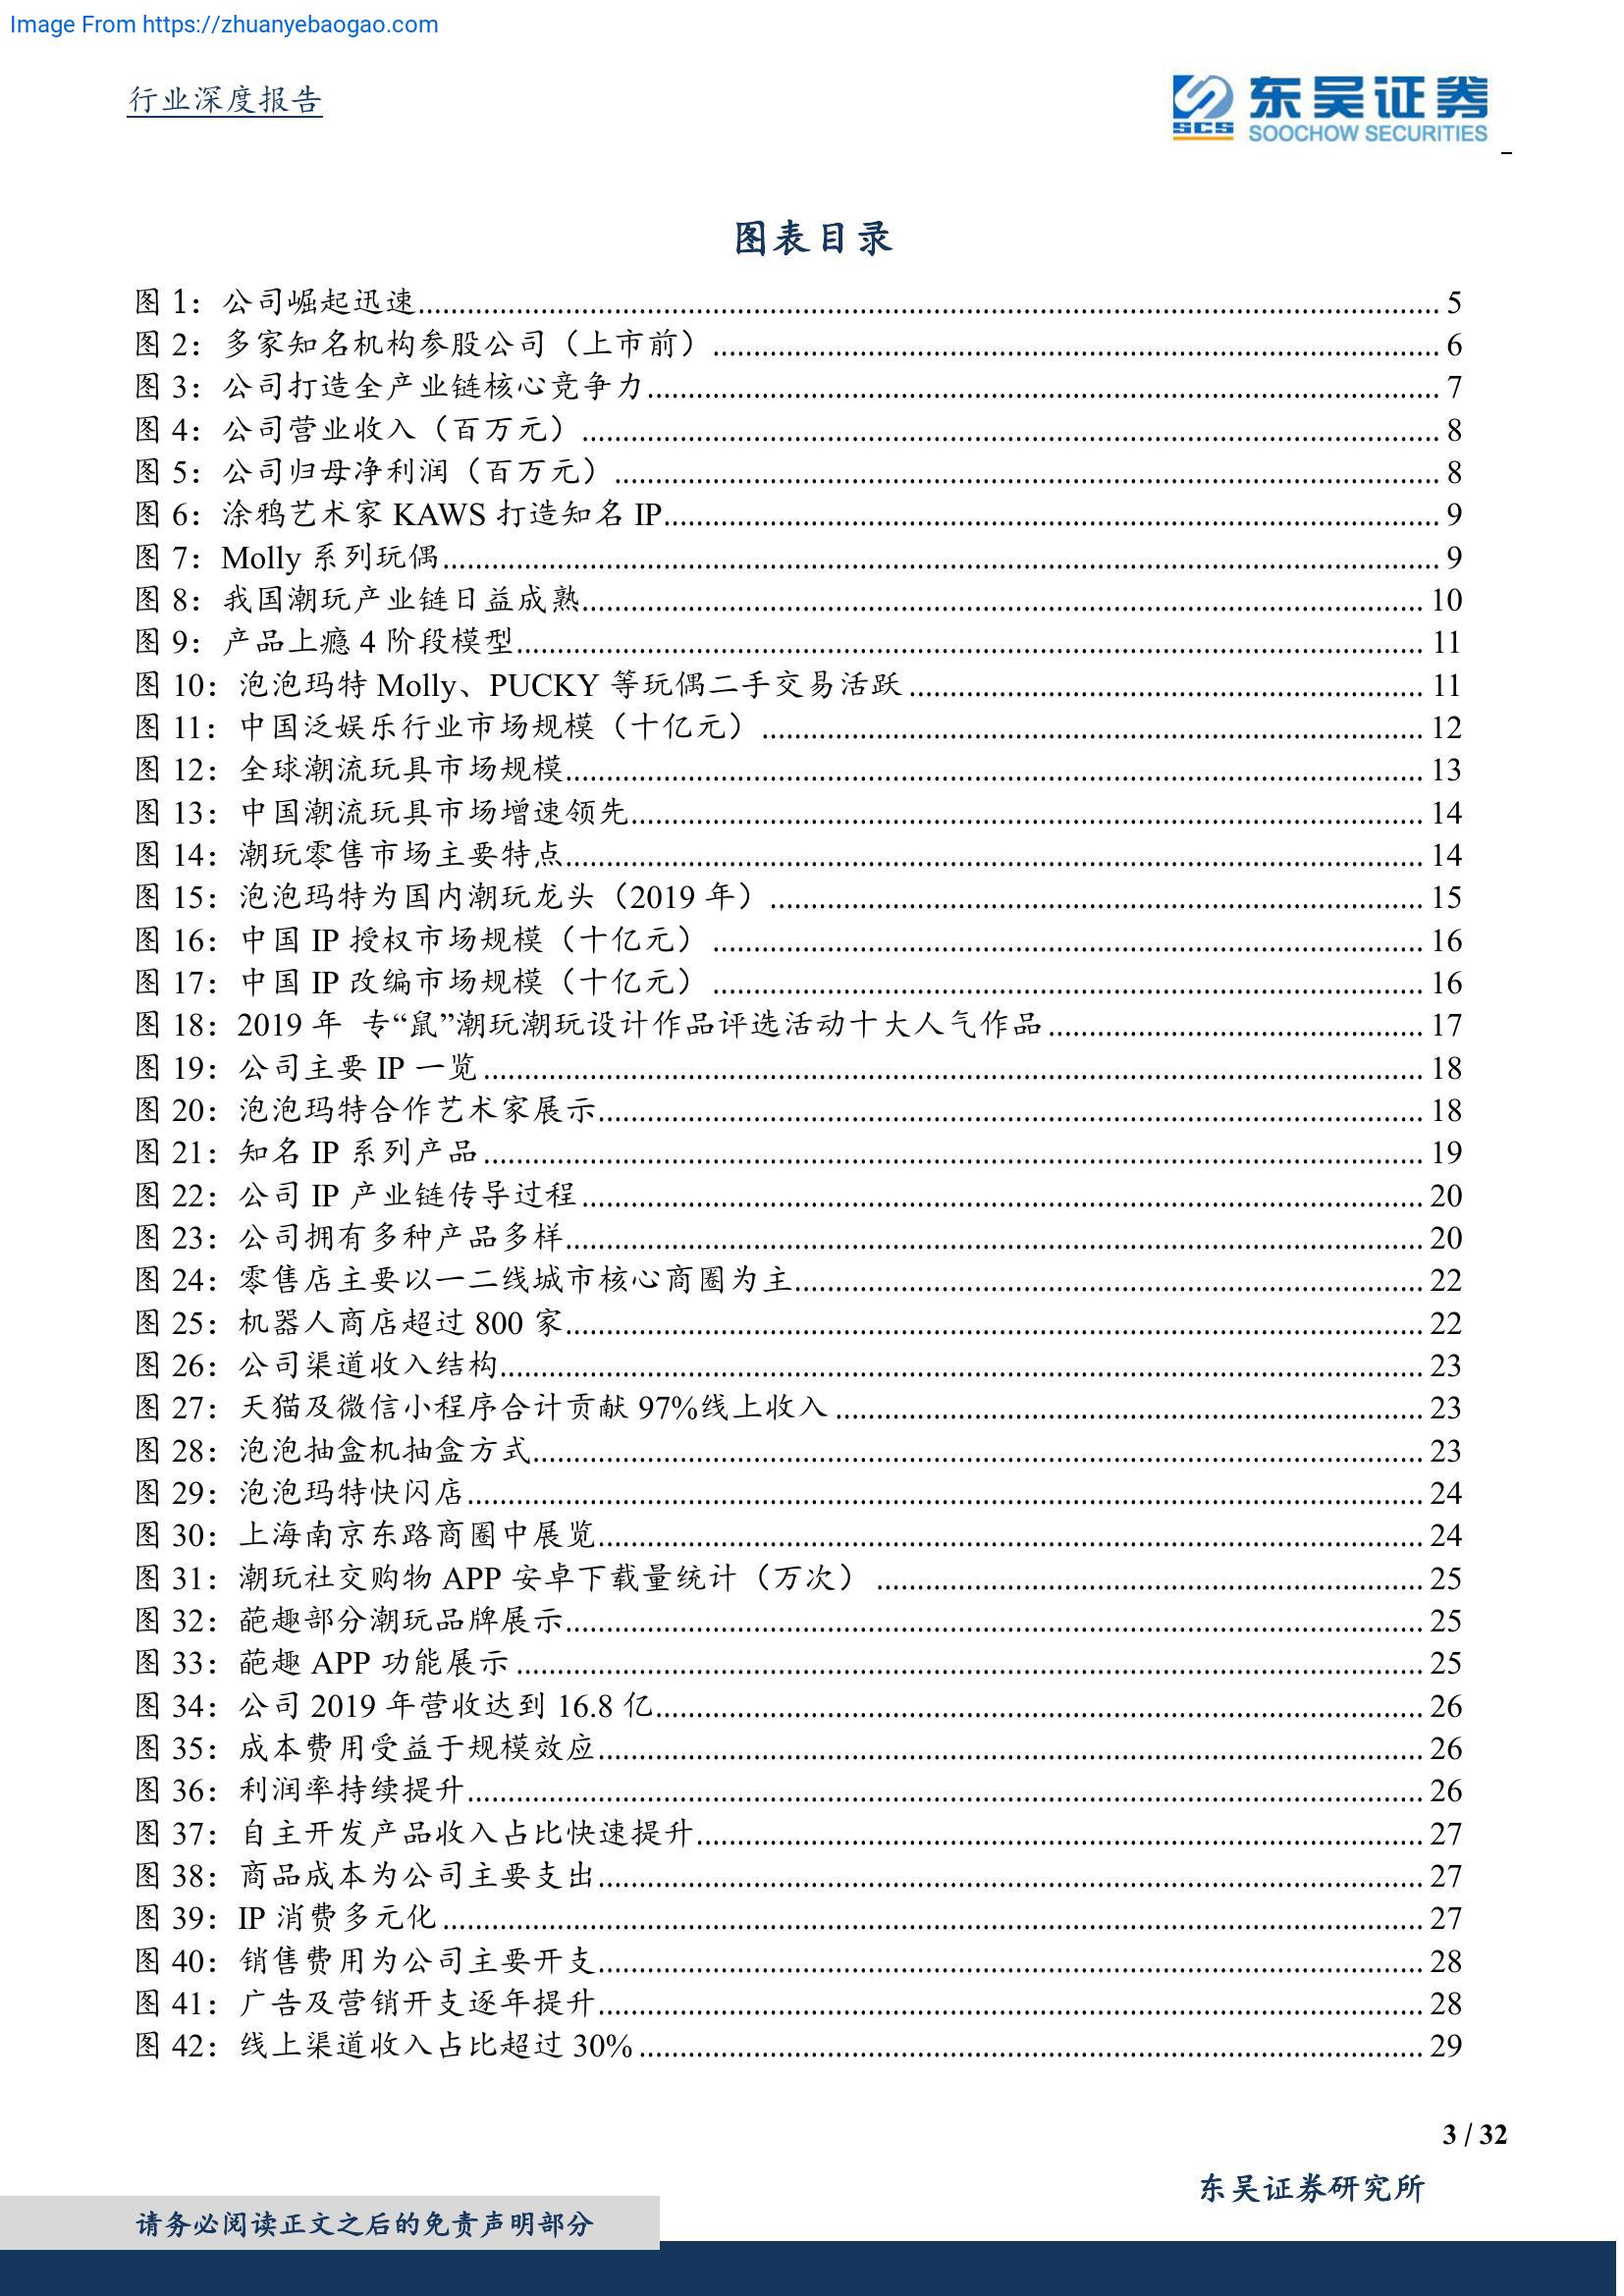 Image From https://zhuanyebaogao.com
行业深度报告
SCS 东吴证券
SOOCHOW SECURITIES
图表目录
图 1：公司崛起迅速 5
图 2：多家知名机构参股公司（上市前） 6
图 3：公司打造全产业链核心竞争力 7
图 4：公司营业收入（百万元） 8
图 5：公司归母净利润（百万元） 8
图 6：涂鸦艺术家 KAWS 打造知名 IP 9
图 7：Molly 系列玩偶 9
图 8：我国潮玩产业链日益成熟 10
图 9：产品上瘾 4 阶段模型 11
图 10：泡泡玛特 Molly、PUCKY 等玩偶二手交易活跃 11
图 11：中国泛娱乐行业市场规模（十亿元） 12
图 12：全球潮流玩具市场规模 13
图 13：中国潮流玩具市场增速领先 14
图 14：潮玩零售市场主要特点 14
图 15：泡泡玛特为国内潮玩龙头（2019 年） 15
图 16：中国 IP 授权市场规模（十亿元） 16
图 17：中国 IP 改编市场规模（十亿元） 16
图 18：2019 年 专“鼠”潮玩潮玩设计作品评选活动十大人气作品 17
图 19：公司主要 IP 一览 18
图 20：泡泡玛特合作艺术家展示 18
图 21：知名 IP 系列产品 19
图 22：公司 IP 产业链传导过程 20
图 23：公司拥有多种产品多样 20
图 24：零售店主要以一二线城市核心商圈为主 22
图 25：机器人商店超过 800 家 22
图 26：公司渠道收入结构 23
图 27：天猫及微信小程序合计贡献 97%线上收入 23
图 28：泡泡抽盒机抽盒方式 23
图 29：泡泡玛特快闪店 24
图 30：上海南京东路商圈中展览 24
图 31：潮玩社交购物 APP 安卓下载量统计（万次） 25
图 32：葩趣部分潮玩品牌展示 25
图 33：葩趣 APP 功能展示 25
图 34：公司 2019 年营收达到 16.8 亿 26
图 35：成本费用受益于规模效应 26
图 36：利润率持续提升 26
图 37：自主开发产品收入占比快速提升 27
图 38：商品成本为公司主要支出 27
图 39：IP 消费多元化 27
图 40：销售费用为公司主要开支 28
图 41：广告及营销开支逐年提升 28
图 42：线上渠道收入占比超过 30% 29
3 / 32
东吴证券研究所
请务必阅读正文之后的免责声明部分